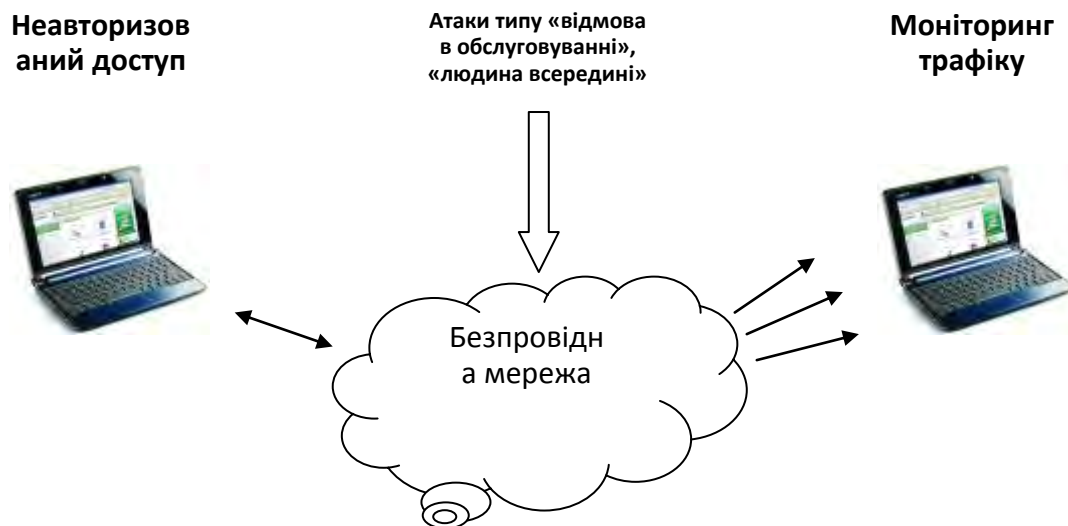 Неавторизов
аний доступ
Атаки типу «відмова
в обслуговуванні»,
«людина всередині»
Моніторинг
трафіку
Безпровідн
а мережа